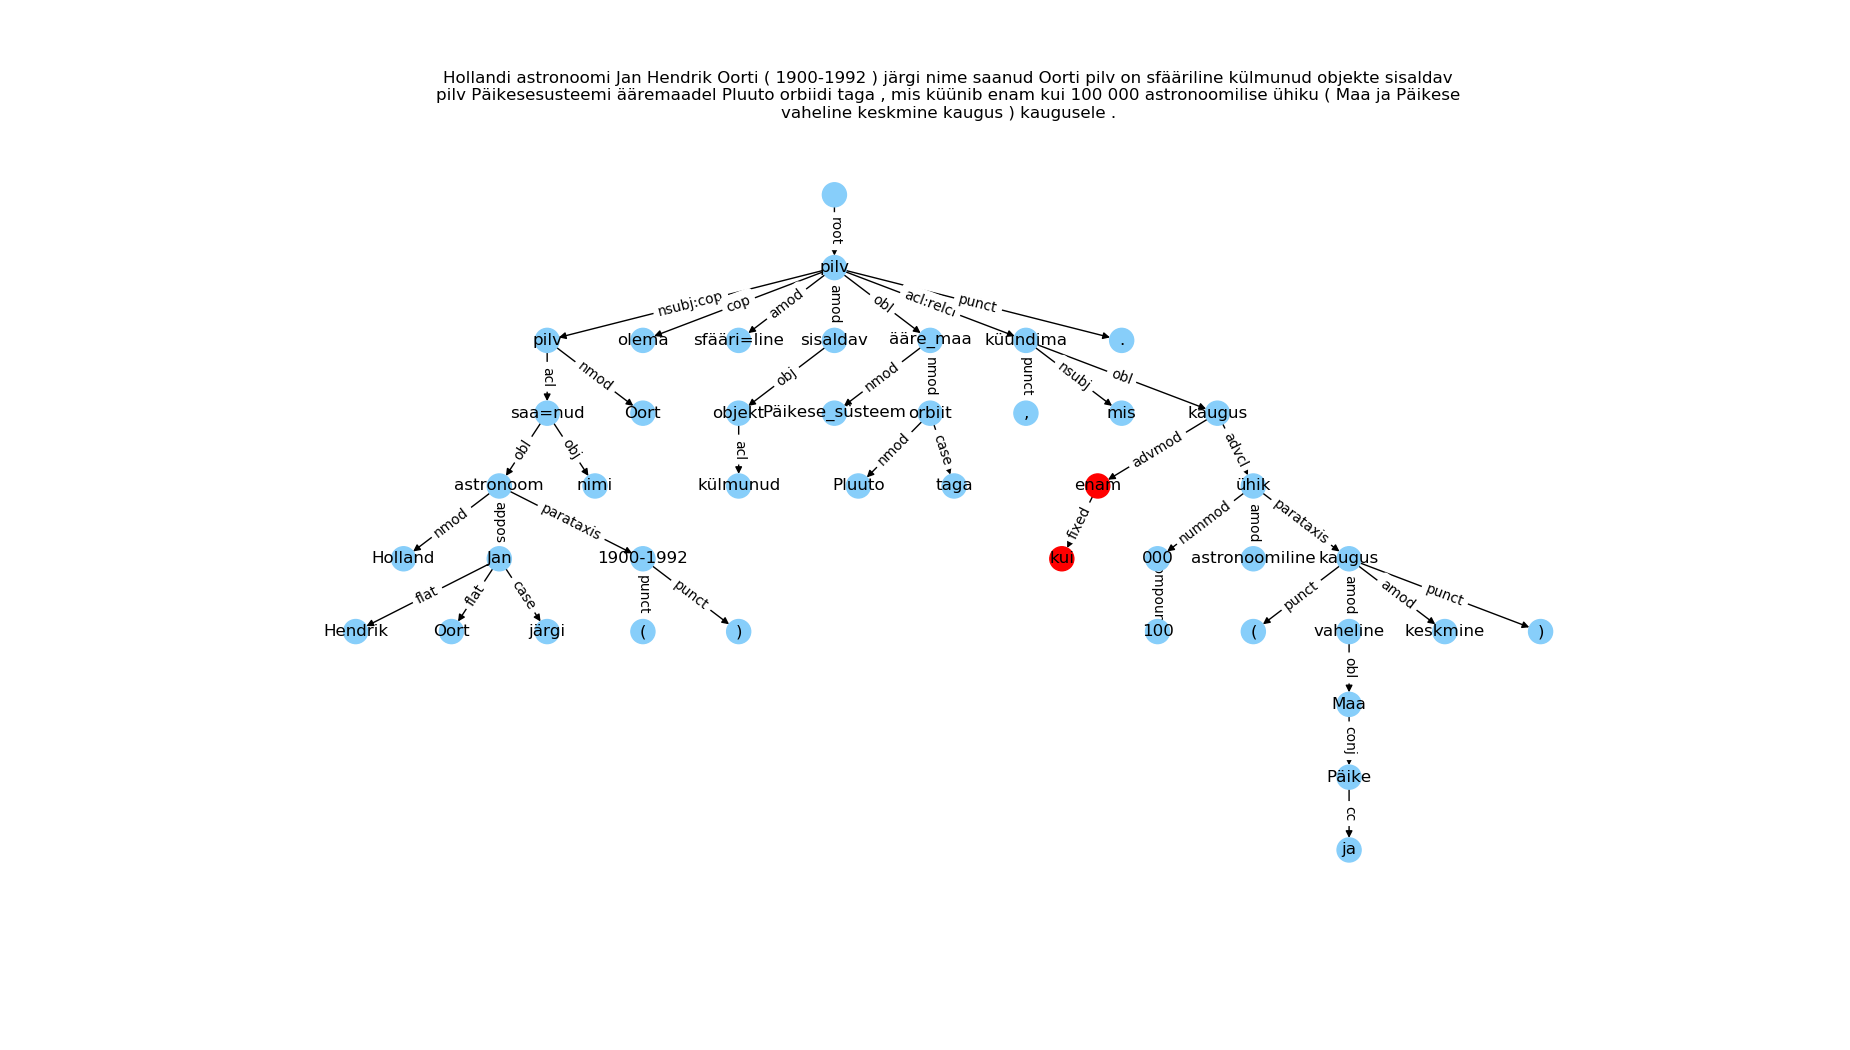 Hollandi astronoomi Jan Hendrik Oorti ( 1900-1992 ) järgi nime saanud Oorti pilv on sfääriline külmunud objekte sisaldav
pilv Päikesesusteemi ääremaadel Pluuto orbiidi taga , mis küünib enam kui 100 000 astronoomilise ühiku ( Maa ja Päikese
vaheline keskmine kaugus ) kaugusele .
root
pilv
nsubj:cop cop amod amod obl acl:relcl punct
pilv olema sfääri=line sisaldav ääre_maa küündima .
acl nmod obj nmod nmod punct nsubj obl
saa=nud Oort objekt Päikese_susteem orbiit , mis kaugus
obl obj acl nmod case advmod advcl
astronoom nimi külmunud Pluuto taga enam ühik
nmod appos parataxis fixed nummod amod parataxis
Holland Jan 1900-1992 kui 000 astronoomiline kaugus
flat flat case punct punct compound punct amod amod punct
Hendrik Oort järgi ( ) 100 ( vaheline keskmine )
obl
Maa
conj
Päike
cc
ja